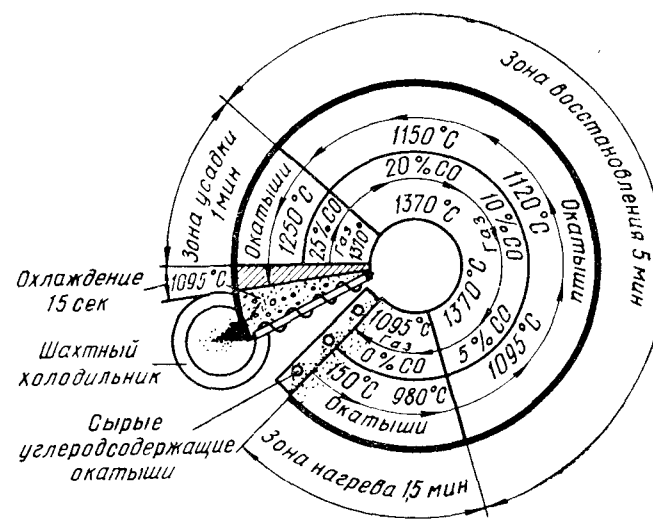 Зона восстановления 5 мин
Зона усадки
1 мин
Окатыши
1250 °C
25% CO
Газ
1370°
1150 °C
20 % CO
1370 °C
1120 °C
10 % CO
Газ
Окатыши
1370 °C
5 % CO
1095 °C
1095 °C
Охлаждение
15 сек
Шахтный
холодильник
1095 °C
Газ
0 % CO
150 °C
980 °C
Окатыши
Сырые
углеродсодержащие
окатыши
Зона нагрева 1,5 мин